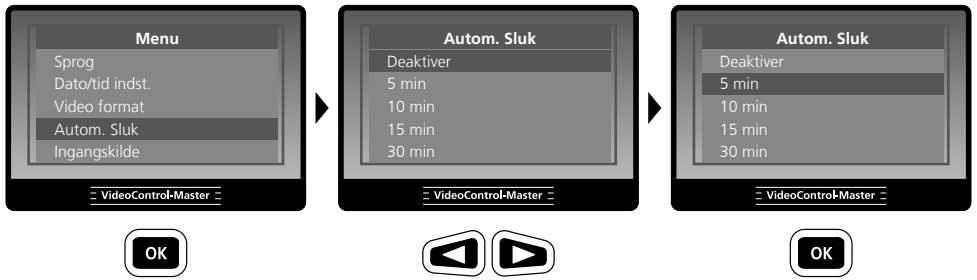 Menu
Sprog
Dato/tid indst.
Video format
Autom. Sluk
Ingangskilde
VideoControl-Master
OK
Autom. Sluk
Deaktiver
5 min
10 min
15 min
30 min
VideoControl-Master
Autom. Sluk
Deaktiver
5 min
10 min
15 min
30 min
VideoControl-Master
OK